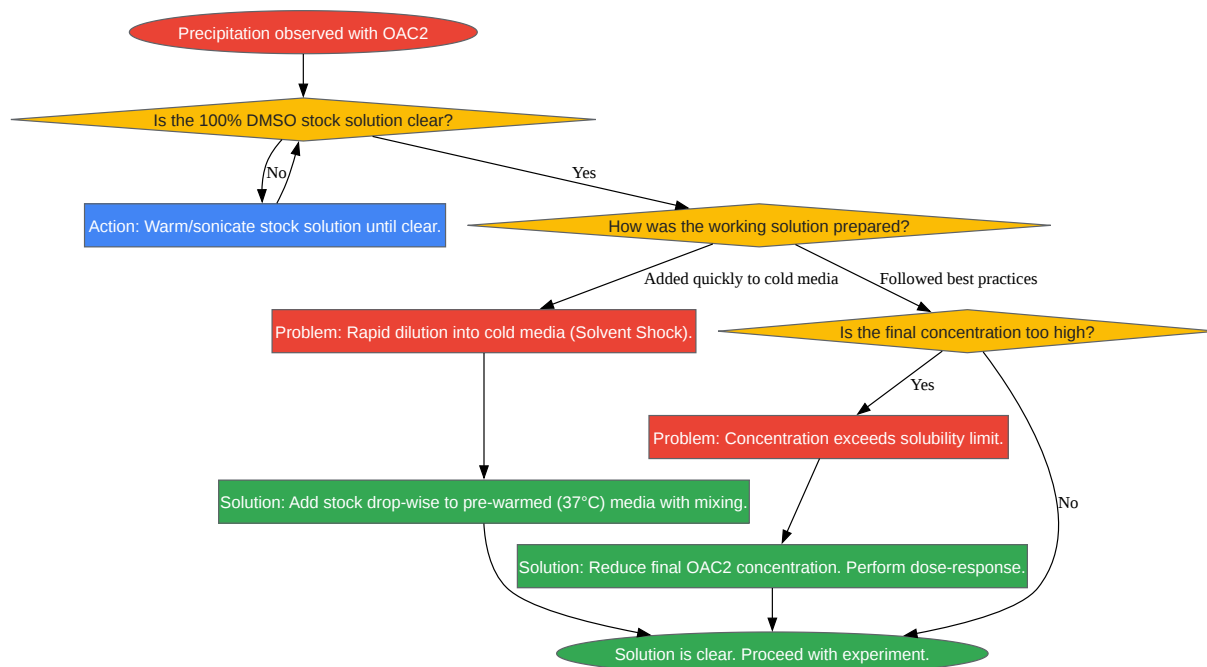 Precipitation observed with OAC2
Is the 100% DMSO stock solution clear?
No
Yes
Action: Warm/sonicate stock solution until clear.
How was the working solution prepared?
Added quickly to cold media
Followed best practices
Problem: Rapid dilution into cold media (Solvent Shock).
Is the final concentration too high?
Yes
Problem: Concentration exceeds solubility limit.
Solution: Add stock drop-wise to pre-warmed (37°C) media with mixing.
No
Solution: Reduce final OAC2 concentration. Perform dose-response.
Solution is clear. Proceed with experiment.